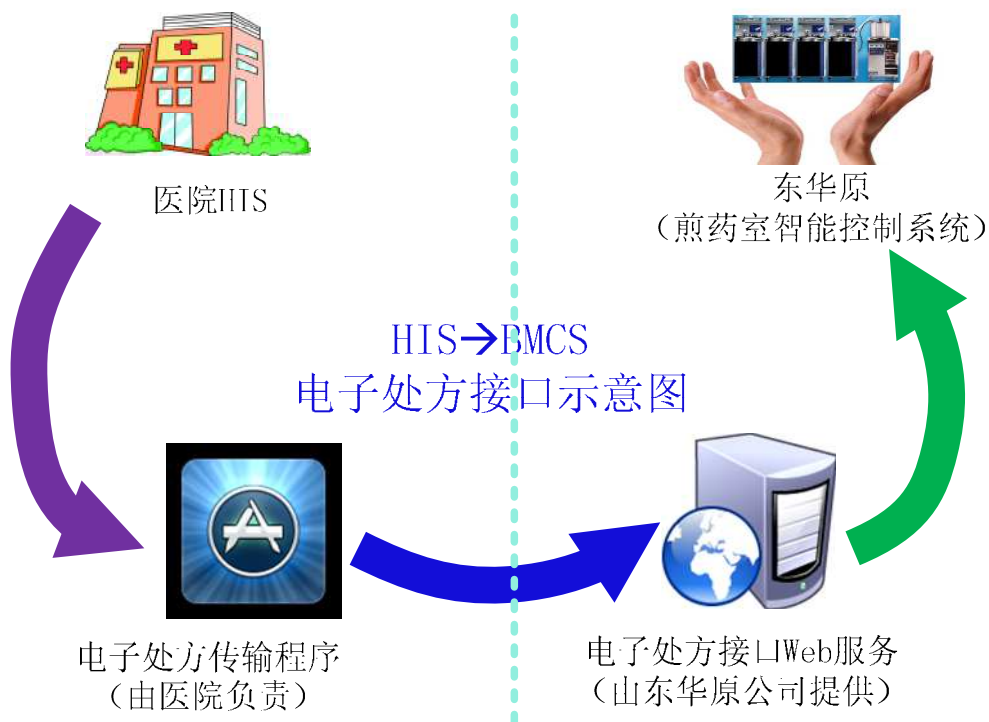 医院HIS
东华原
（煎药室智能控制系统）
HIS→BMCS
电子处方接口示意图
电子处方传输程序
（由医院负责）
电子处方接口Web服务
（由东华原公司提供）